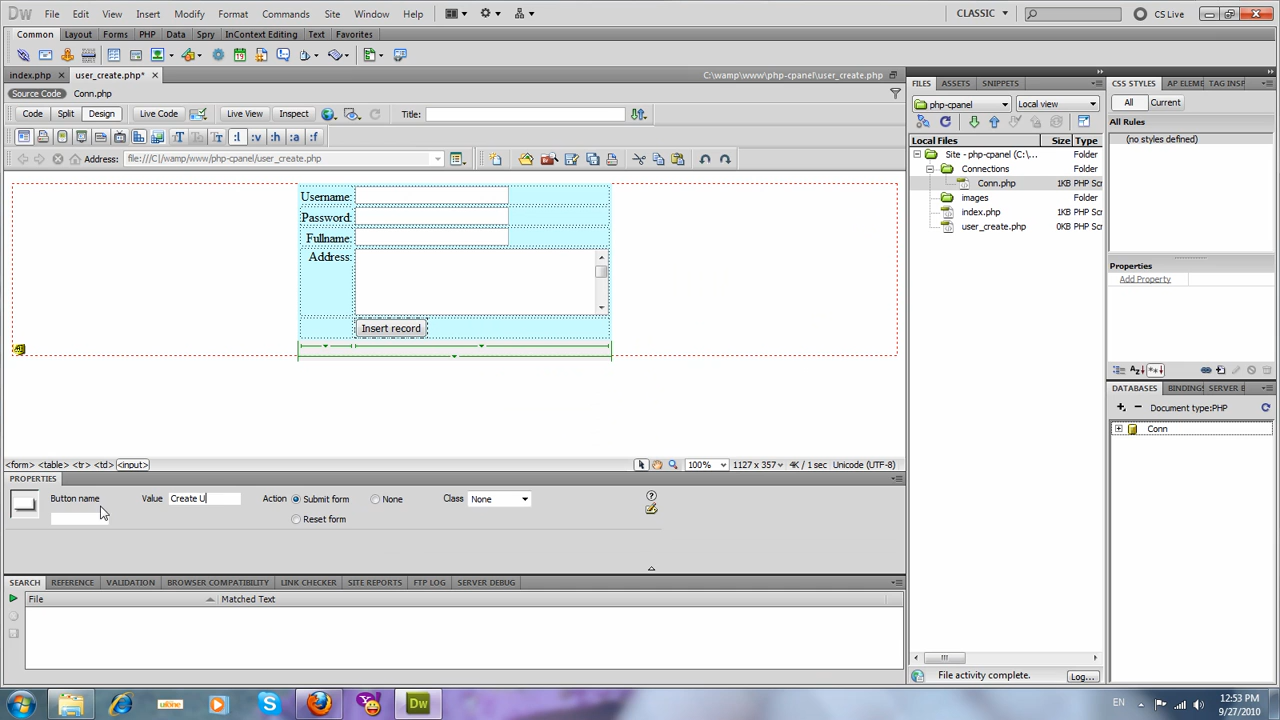 Dw File Edit View Insert Modify Format Commands Site Window Help CLASSIC CS Live
Common Layout Forms PHP Data Spry InContext Editing Text Favorites
index.php user_create.php* C:\wamp\www\php-cpanel\user_create.php
Source Code Conn.php
Code Split Design Live Code Live View Inspect Title:
Address: file:///C|/wamp/www/php-cpanel/user_create.php
Username:
Password:
Fullname:
Address:
Insert record
<form> <table> <tr> <td> <input> 100% 1127 x 357 4K / 1 sec Unicode (UTF-8)
PROPERTIES
Button name Value Create U Action Submit form None Class None
Reset form
SEARCH REFERENCE VALIDATION BROWSER COMPATIBILITY LINK CHECKER SITE REPORTS FTP LOG SERVER DEBUG
File Matched Text
FILES ASSETS SNIPPETS
php-cpanel Local view
Local Files Size Type
Site - php-cpanel (C:\... Folder
Connections Folder
Conn.php 1KB PHP Scr
images Folder
index.php 1KB PHP Scr
user_create.php 0KB PHP Scr
File activity complete. Log...
CSS STYLES AP ELEME TAG INSP
All Current
All Rules
(no styles defined)
Properties
Add Property
DATABASES BINDINGS SERVER B
Document type:PHP
Conn
EN 12:53 PM
9/27/2010